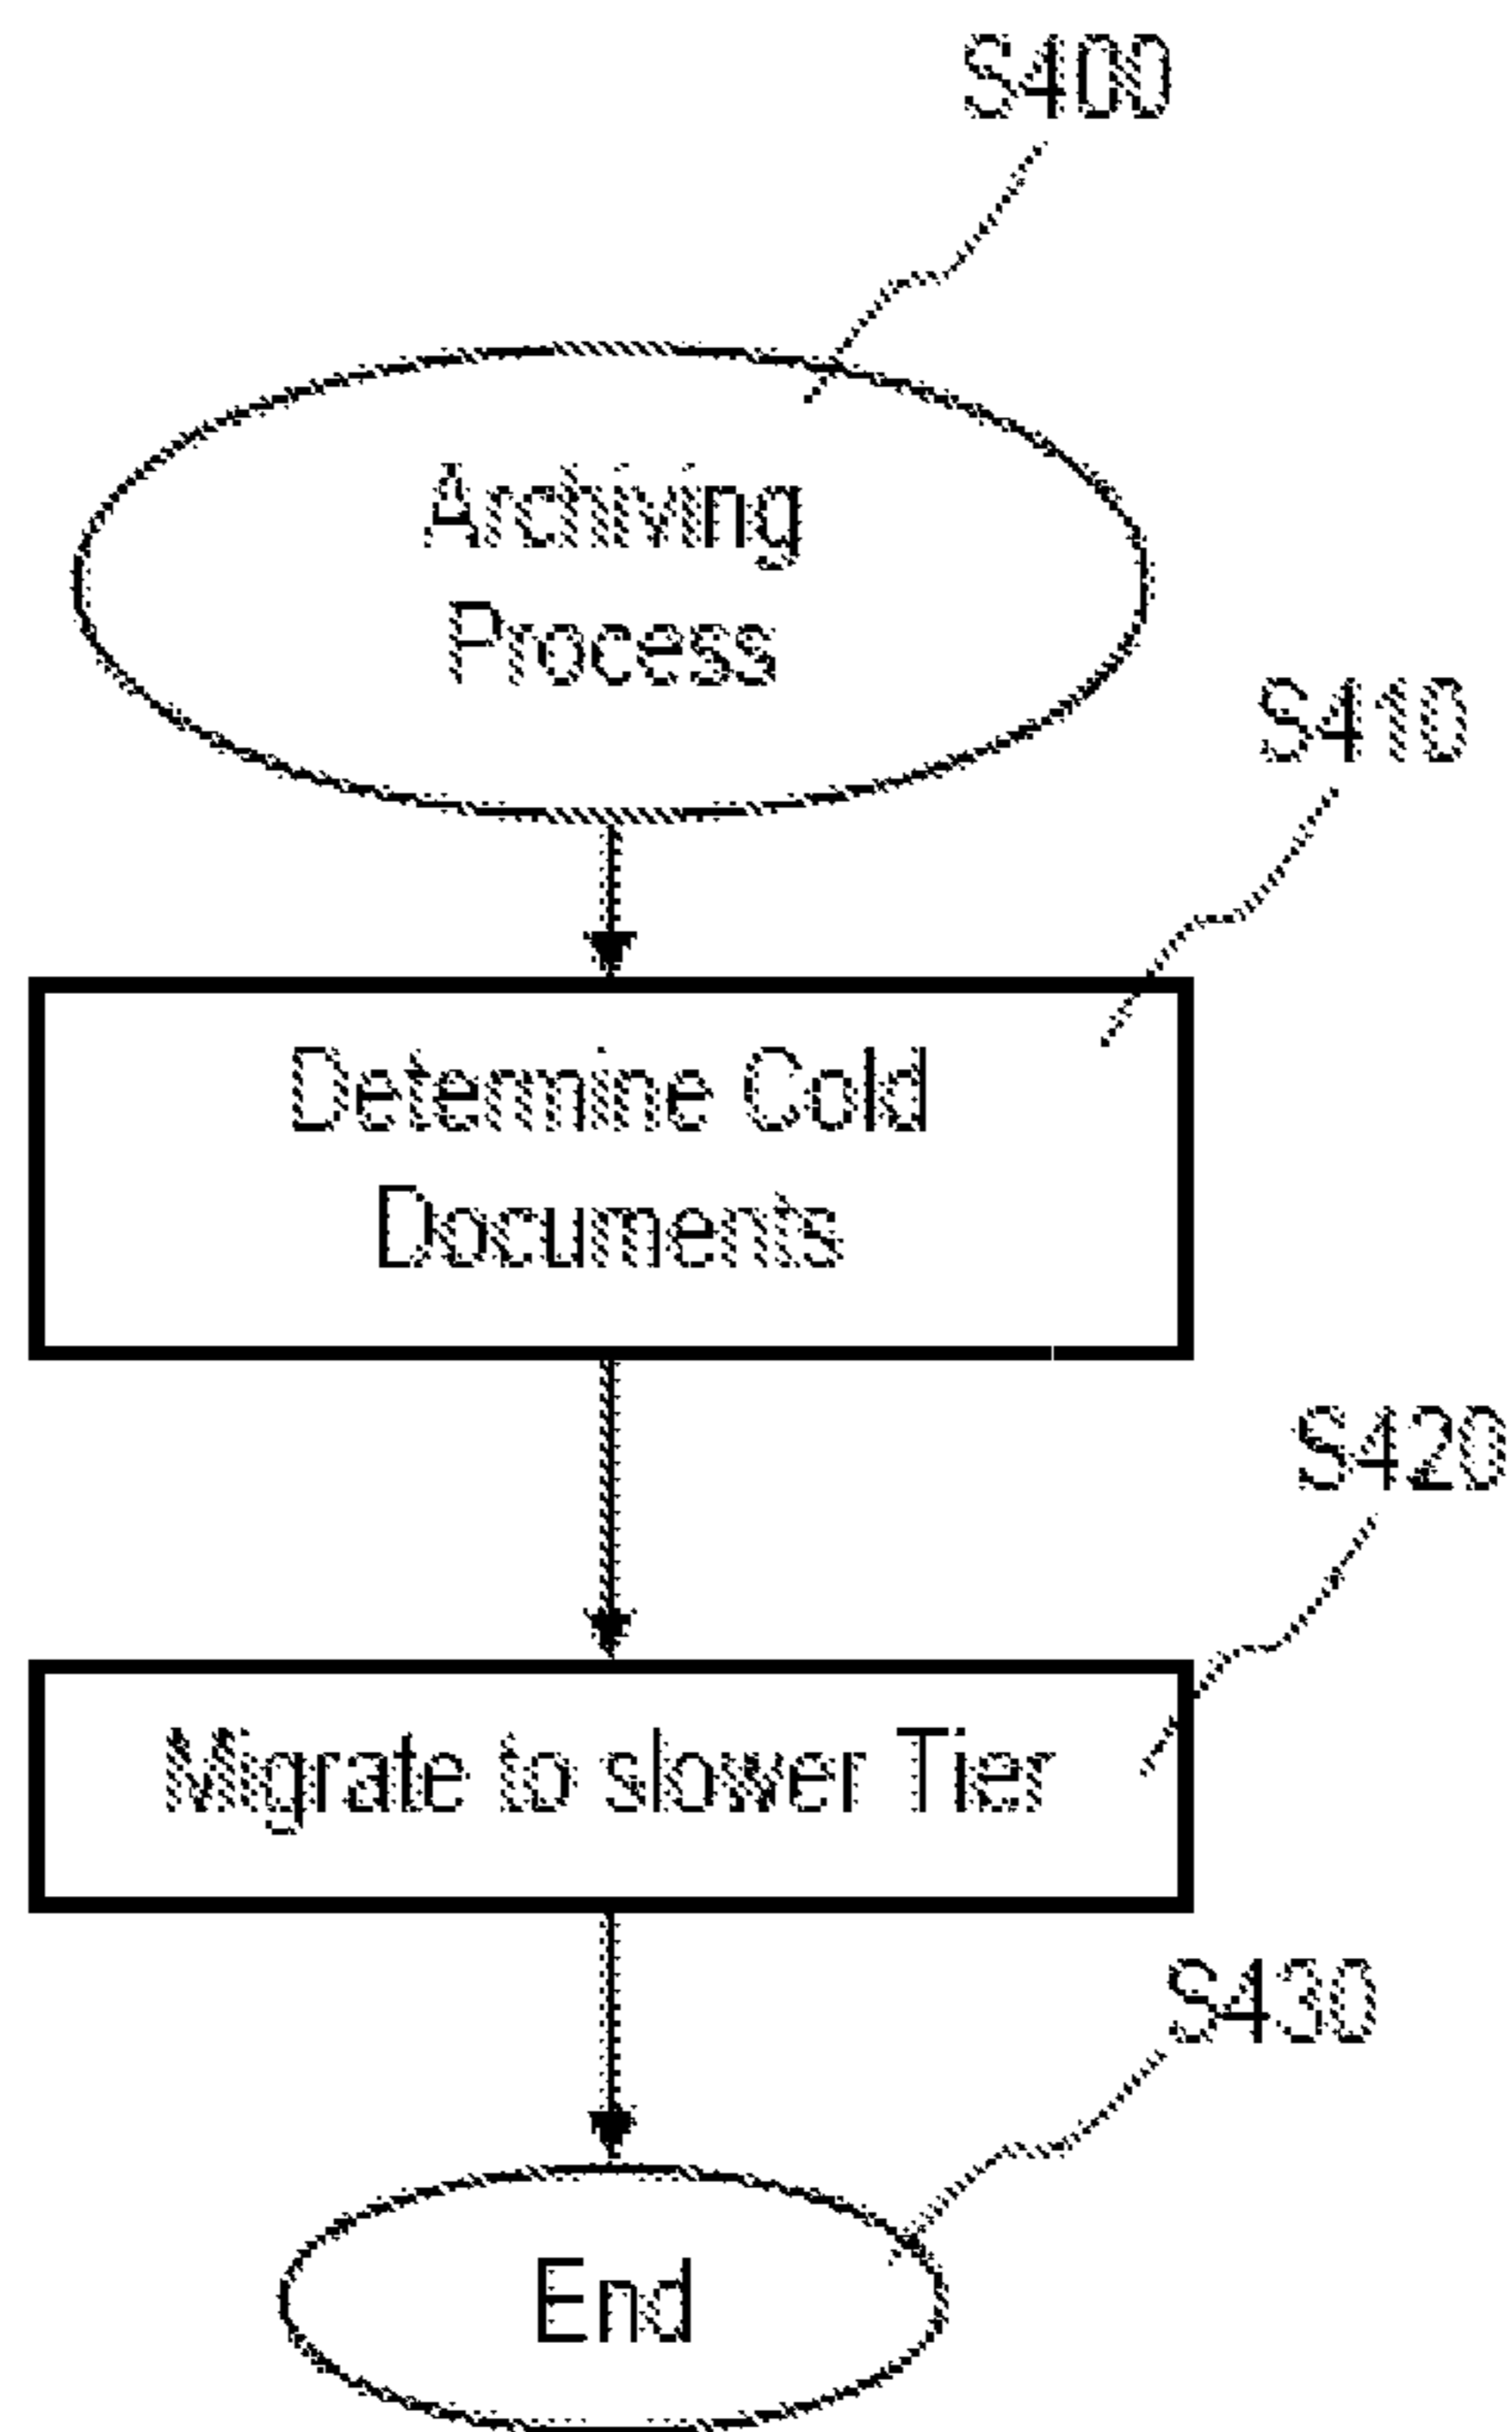 S400
Archiving
Process
S410
Determine Cold
Documents
S420
Migrate to slower Tier
S430
End